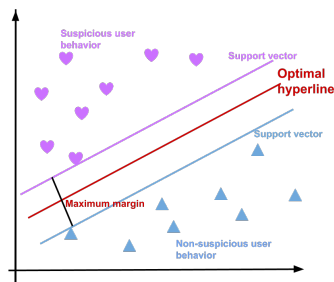 Suspicious user
behavior
Support vector
Optimal
hyperline
Support vector
Maximum margin
Non-suspicious user
behavior